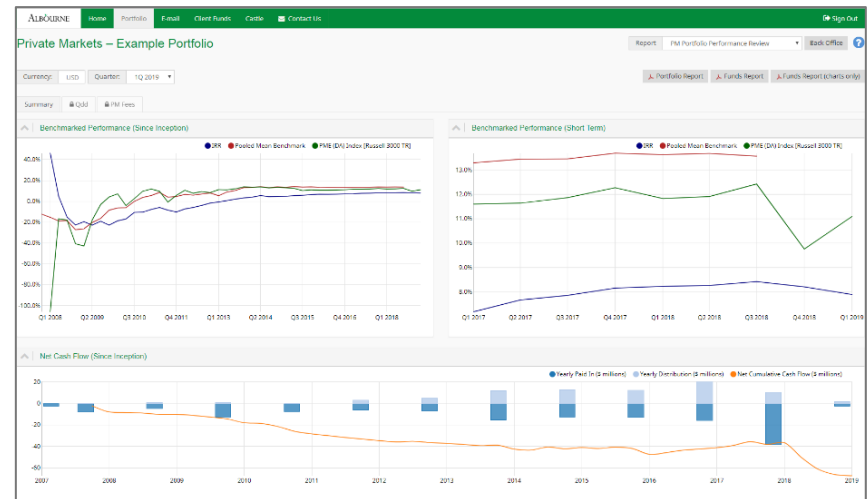 ALBOURNE Home Portfolio E-mail Client Funds Castle Contact Us Sign Out
Private Markets – Example Portfolio
Report PM Portfolio Performance Review Back Office ?
Currency: USD Quarter: 1Q 2019
Portfolio Report Funds Report Funds Report (charts only)
Summary Qdd PM Fees
Benchmarked Performance (Since Inception)
IRR Pooled Mean Benchmark PME (DA) Index [Russell 3000 TR]
40.0%
20.0%
0.0%
20.0%
-40.0%
-60.0%
-80.0%
-100.0%
Q1 2008 Q2 2009 Q3 2010 Q4 2011 Q1 2013 Q2 2014 Q3 2015 Q4 2016 Q1 2018
Benchmarked Performance (Short Term)
IRR Pooled Mean Benchmark PME (DA) Index [Russell 3000 TR]
13.0%
12.0%
11.0%
10.0%
9.0%
8.0%
Q1 2017 Q2 2017 Q3 2017 Q4 2017 Q1 2018 Q2 2018 Q3 2018 Q4 2018 Q1 2019
Net Cash Flow (Since Inception)
Yearly Paid In ($ millions) Yearly Distribution ($ millions) Net Cumulative Cash Flow ($ millions)
20
0
-20
-40
-60
2007 2008 2009 2010 2011 2012 2013 2014 2015 2016 2017 2018 2019